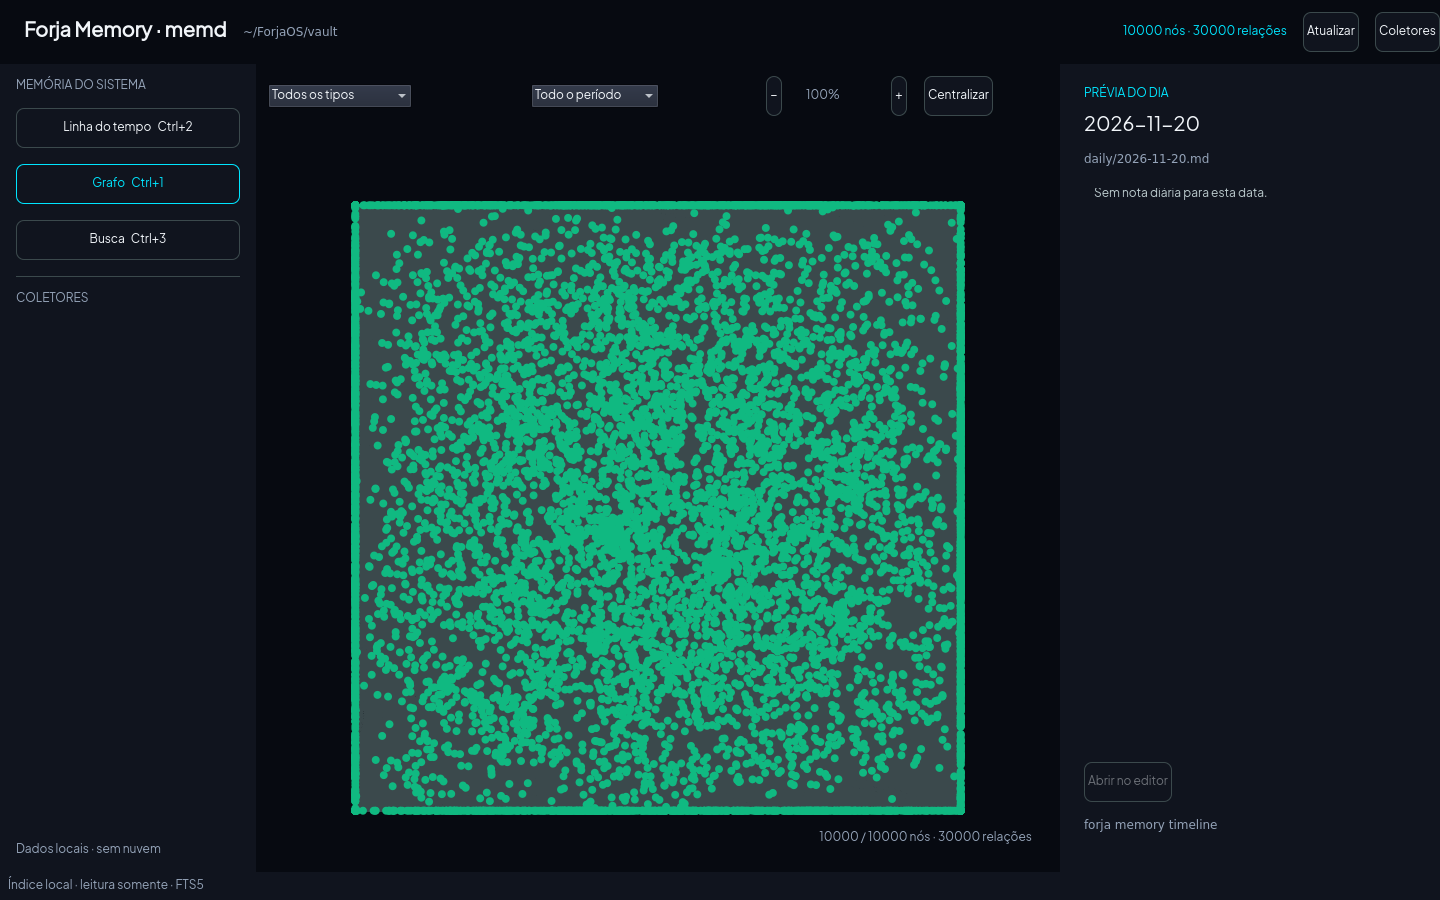 Forja Memory · memd ~/ForjaOS/vault
10000 nós · 30000 relações Atualizar Coletores
MEMÓRIA DO SISTEMA
Linha do tempo Ctrl+2
Grafo Ctrl+1
Busca Ctrl+3
COLETORES
Dados locais · sem nuvem
Índice local · leitura somente · FTS5
Todos os tipos Todo o período − 100% + Centralizar
10000 / 10000 nós · 30000 relações
PRÉVIA DO DIA
2026-11-20
daily/2026-11-20.md
Sem nota diária para esta data.
Abrir no editor
forja memory timeline